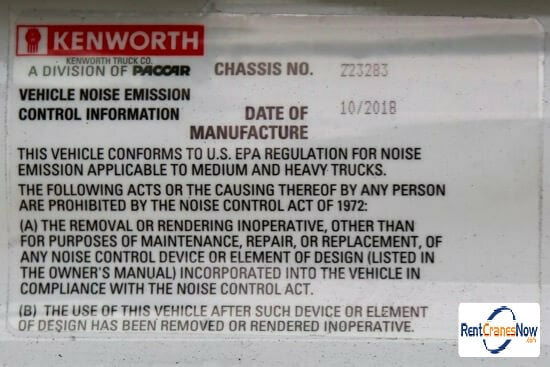 KENWORTH
KENWORTH TRUCK CO.
A DIVISION OF PACCAR
CHASSIS NO. 223283
VEHICLE NOISE EMISSION
CONTROL INFORMATION
DATE OF 10/2018
MANUFACTURE
THIS VEHICLE CONFORMS TO U.S. EPA REGULATION FOR NOISE
EMISSION APPLICABLE TO MEDIUM AND HEAVY TRUCKS.
THE FOLLOWING ACTS OR THE CAUSING THEREOF BY ANY PERSON
ARE PROHIBITED BY THE NOISE CONTROL ACT OF 1972:
(A) THE REMOVAL OR RENDERING INOPERATIVE, OTHER THAN
FOR PURPOSES OF MAINTENANCE, REPAIR, OR REPLACEMENT, OF
ANY NOISE CONTROL DEVICE OR ELEMENT OF DESIGN (LISTED IN
THE OWNER'S MANUAL) INCORPORATED INTO THE VEHICLE IN
COMPLIANCE WITH THE NOISE CONTROL ACT.
(B) THE USE OF THIS VEHICLE AFTER SUCH DEVICE OR ELEMENT
OF DESIGN HAS BEEN REMOVED OR RENDERED INOPERATIVE.
RentCranesNow
.com